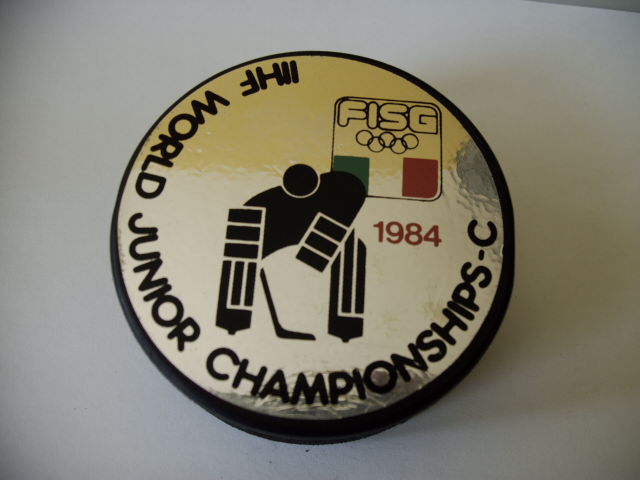 IIHF WORLD JUNIOR CHAMPIONSHIPS-C
FISG
1984